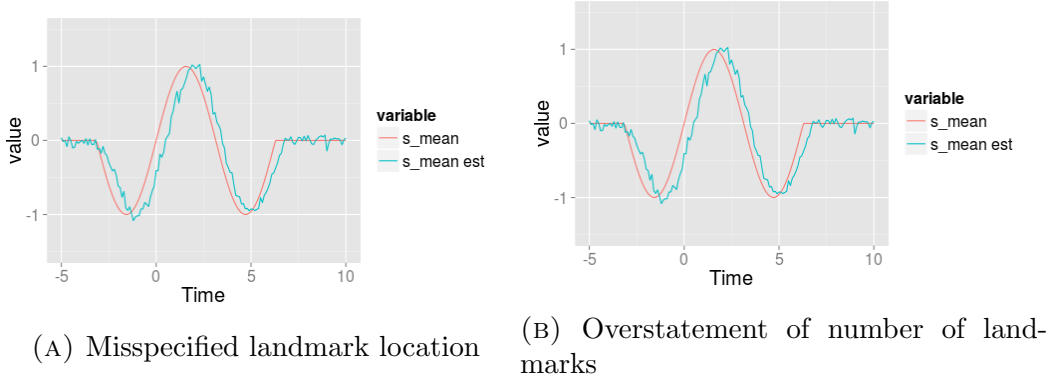 1
0
-1
value
-5
0
5
10
Time
variable
s_mean
s_mean est
(A) Misspecified landmark location
1
0
-1
value
-5
0
5
10
Time
variable
s_mean
s_mean est
(B) Overstatement of number of land-
marks